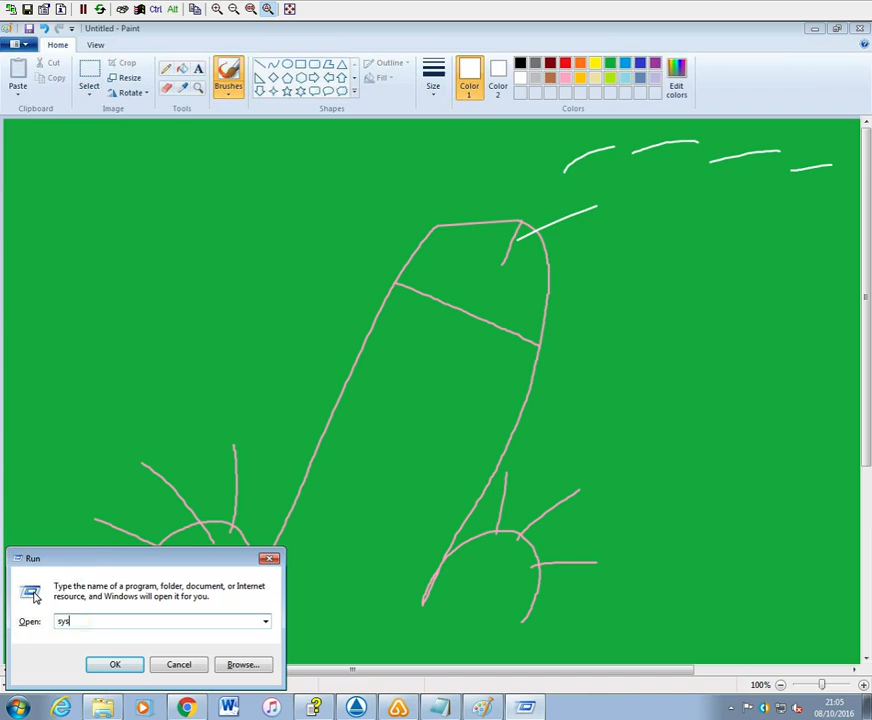 Ctrl Alt
Untitled - Paint
Home View
Cut
Copy
Paste
Clipboard
Crop
Resize
Rotate
Select
Image
A
Tools
Brushes
Outline
Fill
Shapes
Size
Color
1
Color
2
Edit
colors
Colors
Run
Type the name of a program, folder, document, or Internet
resource, and Windows will open it for you.
Open: sys
OK Cancel Browse...
100%
W
21:05
08/10/2016